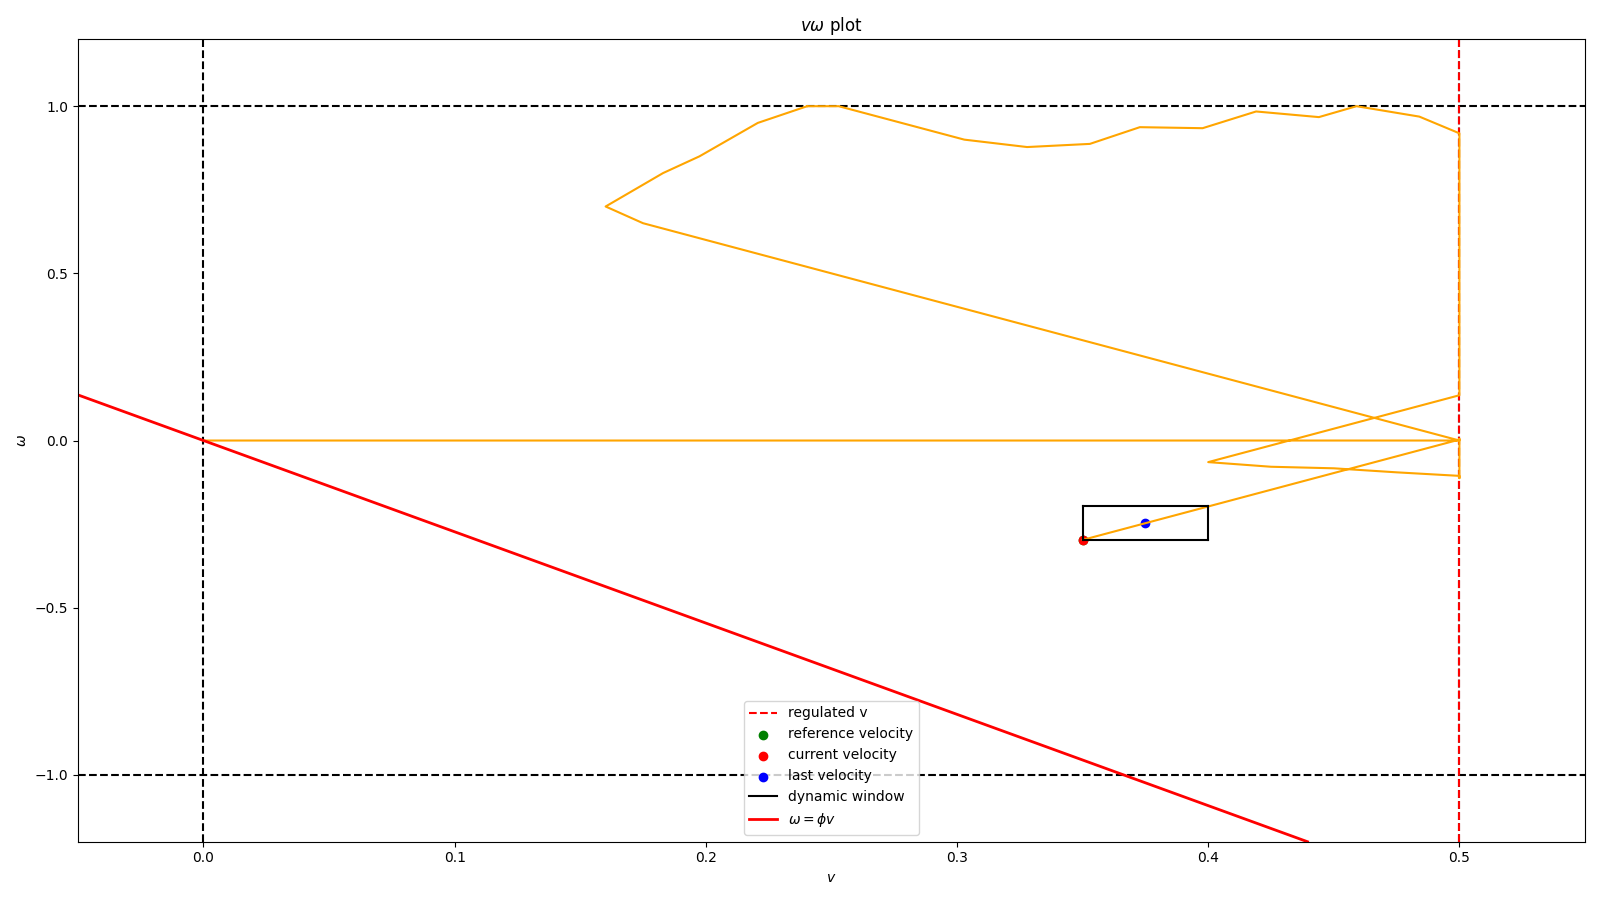 vω plot
1.0
0.5
0.0
−0.5
−1.0
ω
0.0 0.1 0.2 0.3 0.4 0.5
v
regulated v
reference velocity
current velocity
last velocity
dynamic window
ω = ϕv